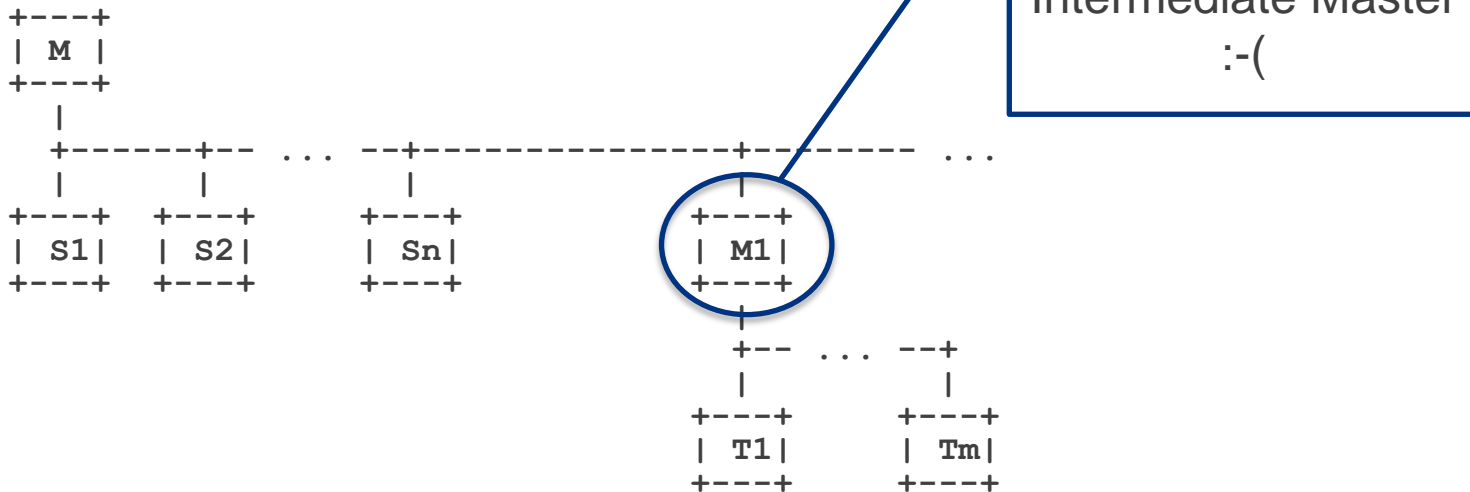 Intermediate Master
:-(
+---+
| M |
+---+
|
+------+-- ... --+---------------+-------- ...
| | | |
+---+ +---+ +---+ +---+
| S1| | S2| | Sn| | M1|
+---+ +---+ +---+ +---+
|
+-- ... --+
| |
+---+ +---+
| T1| | Tm|
+---+ +---+